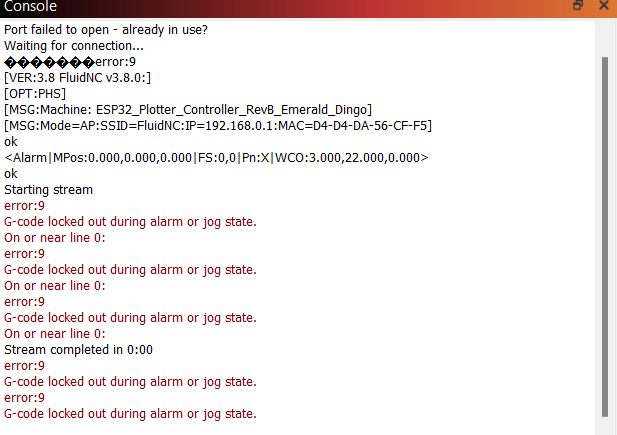 Console
Port failed to open - already in use?
Waiting for connection...
�������error:9
[VER:3.8 FluidNC v3.8.0:]
[OPT:PHS]
[MSG:Machine: ESP32_Plotter_Controller_RevB_Emerald_Dingo]
[MSG:Mode=AP:SSID=FluidNC:IP=192.168.0.1:MAC=D4-D4-DA-56-CF-F5]
ok
<Alarm|MPos:0.000,0.000,0.000|FS:0,0|Pn:X|WCO:3.000,22.000,0.000>
ok
Starting stream
error:9
G-code locked out during alarm or jog state.
On or near line 0:
error:9
G-code locked out during alarm or jog state.
On or near line 0:
error:9
G-code locked out during alarm or jog state.
On or near line 0:
Stream completed in 0:00
error:9
G-code locked out during alarm or jog state.
error:9
G-code locked out during alarm or jog state.